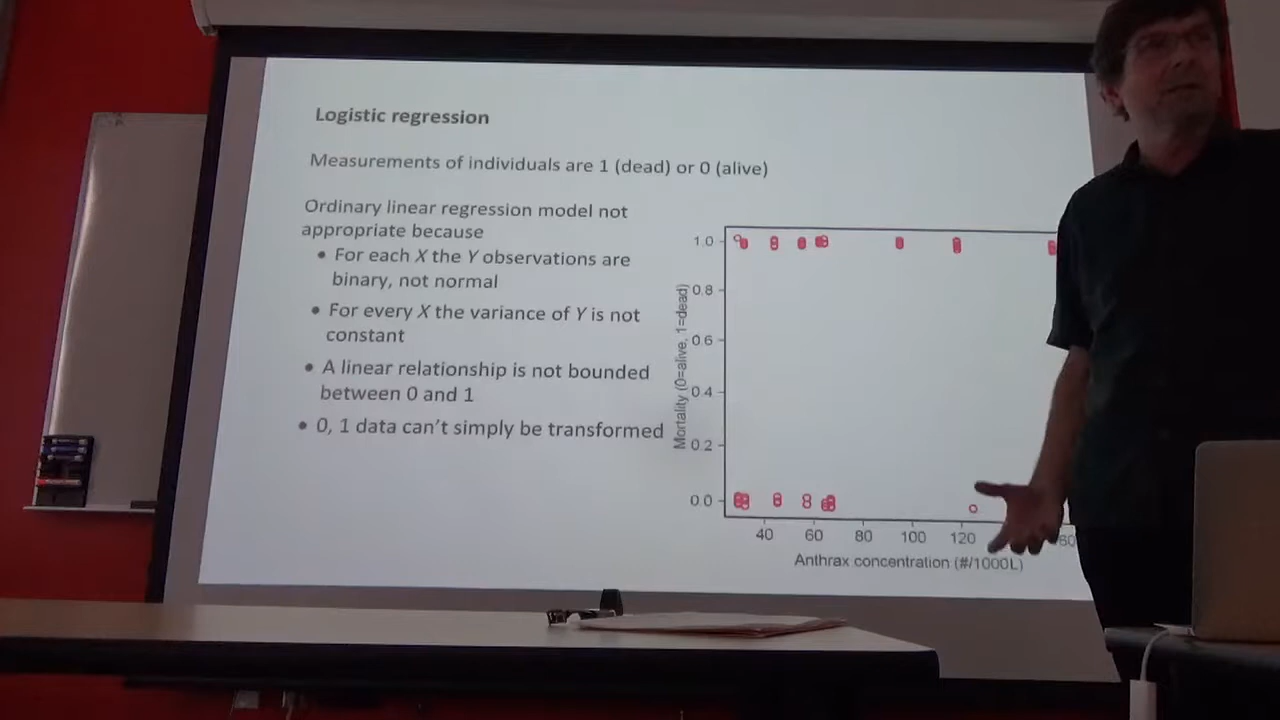 Logistic regression
Measurements of individuals are 1 (dead) or 0 (alive)
Ordinary linear regression model not
appropriate because
• For each X the Y observations are
binary, not normal
• For every X the variance of Y is not
constant
• A linear relationship is not bounded
between 0 and 1
• 0, 1 data can't simply be transformed
Mortality (0=alive, 1=dead)
1.0
0.8
0.6
0.4
0.2
0.0
40 60 80 100 120 60
Anthrax concentration (#/1000L)